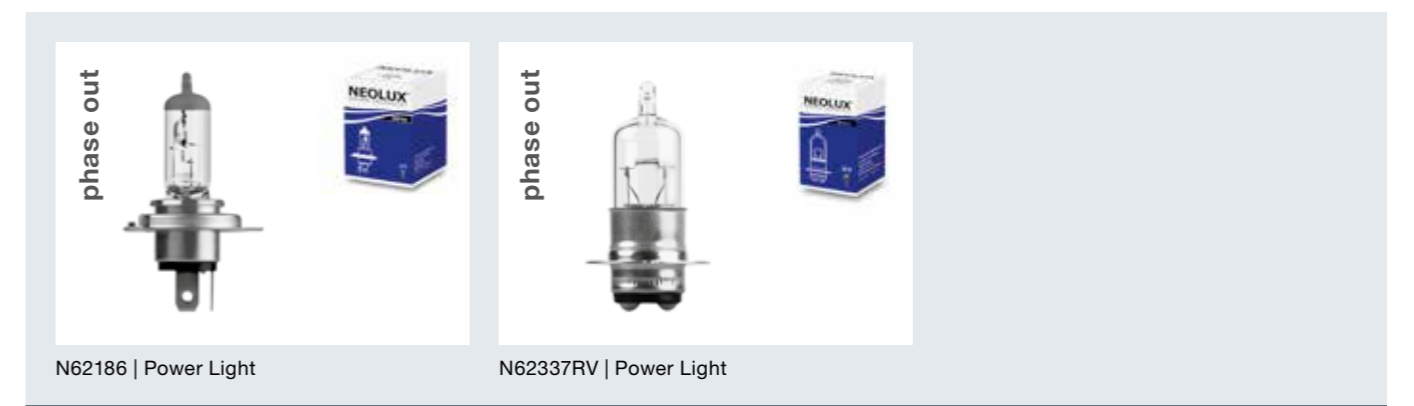 phase out
NEOLUX
N62186 | Power Light
phase out
NEOLUX
N62337RV | Power Light